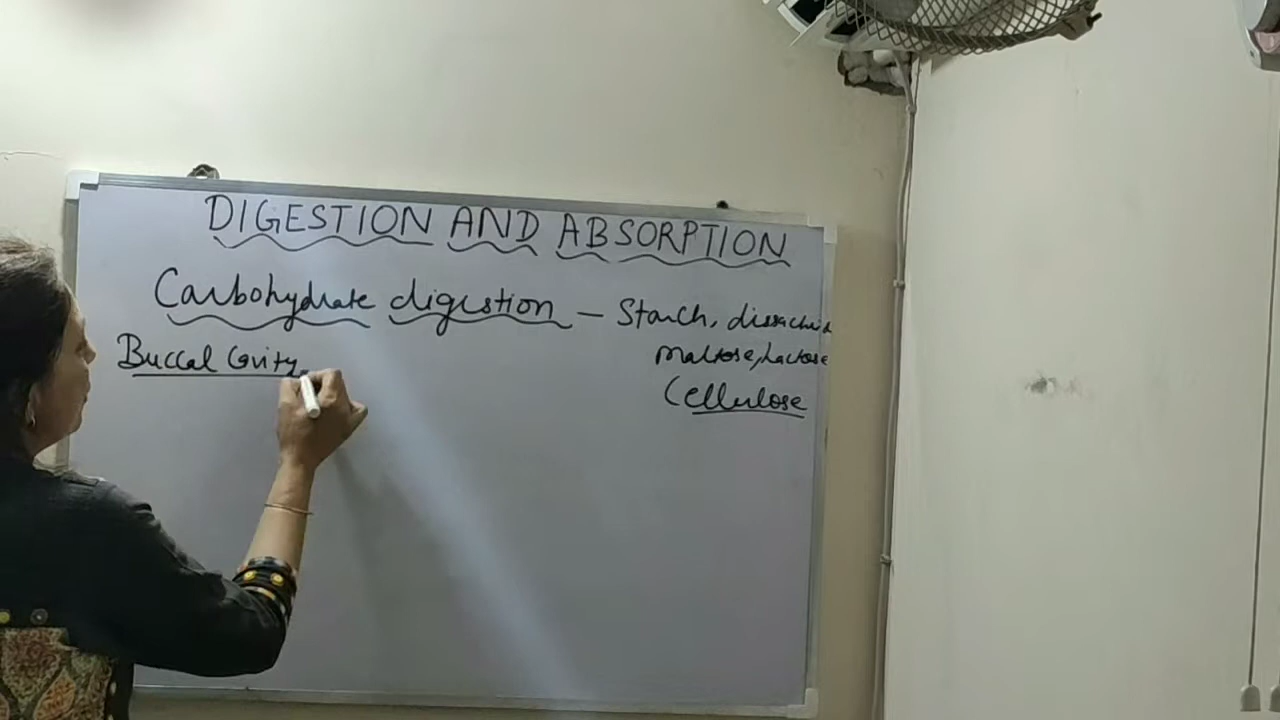 DIGESTION AND ABSORPTION
Carbohydrate digestion – Starch,
Maltose, Lactose
Cellulose
Buccal Cavity